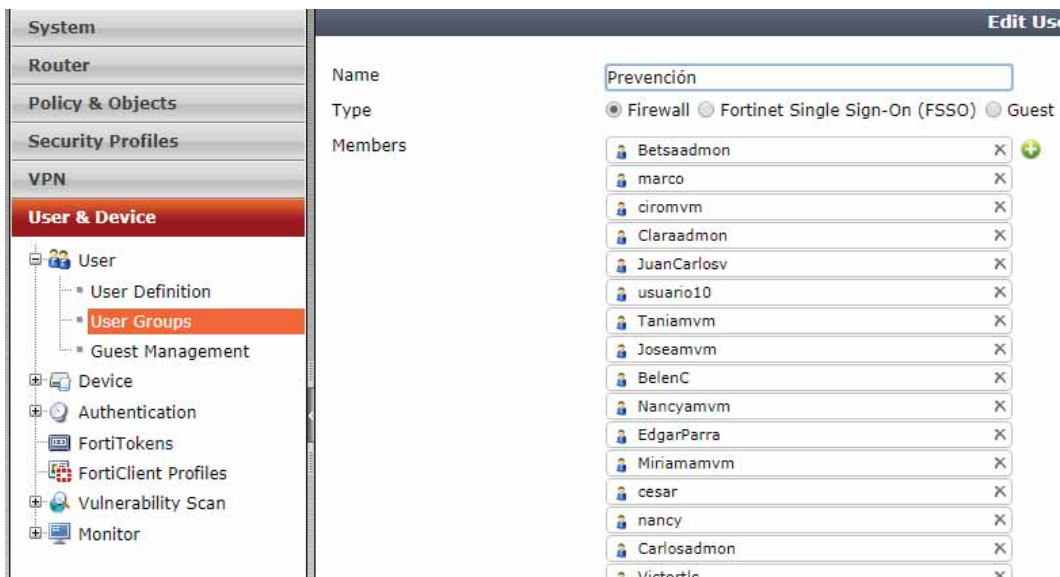 System
Router
Policy & Objects
Security Profiles
VPN
User & Device
User
User Definition
User Groups
Guest Management
Device
Authentication
FortiTokens
FortiClient Profiles
Vulnerability Scan
Monitor
Edit Us
Name Prevención
Type Firewall Fortinet Single Sign-On (FSSO) Guest
Members
Betsaadmon
marco
ciromvm
Claraadmon
JuanCarlosv
usuario10
Taniamvm
Joseamvm
BelenC
Nancyamvm
EdgarParra
Miriamamvm
cesar
nancy
Carlosadmon